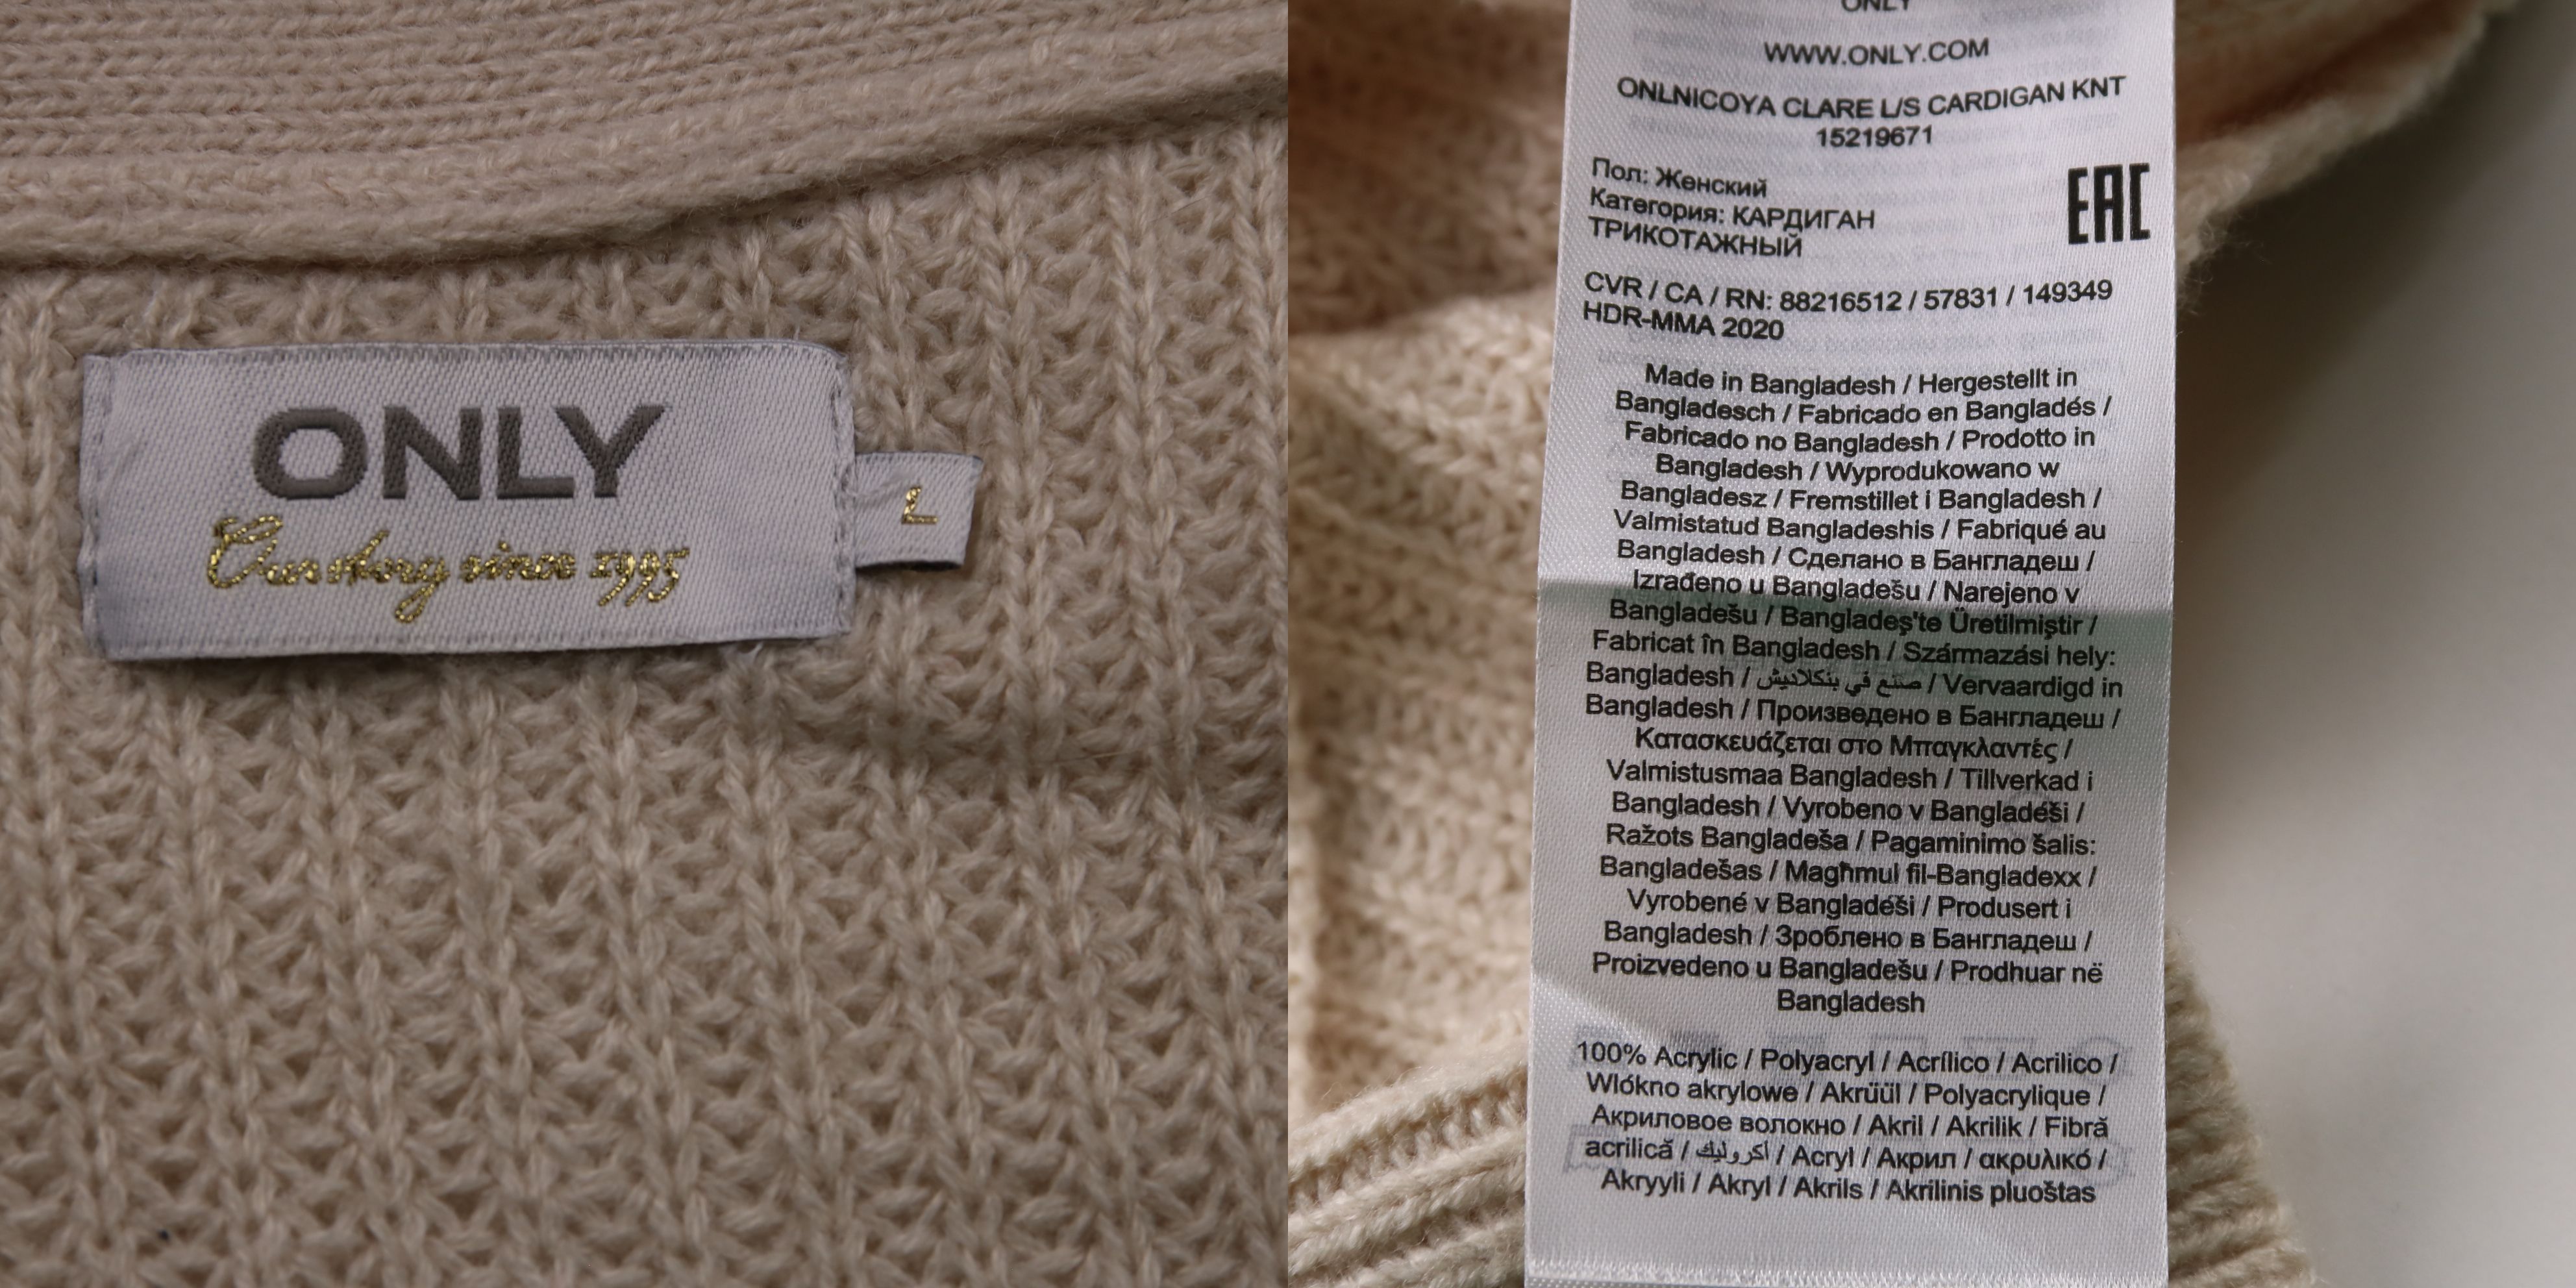 ONLY
Our story since 1995
L
ONLY
WWW.ONLY.COM
ONLNICOYA CLARE L/S CARDIGAN KNT
15219671
Пол: Женский
Категория: КАРДИГАН
ТРИКОТАЖНЫЙ
EAC
CVR / CA / RN: 88216512 / 57831 / 149349
HDR-MMA 2020
Made in Bangladesh / Hergestellt in
Bangladesch / Fabricado en Bangladés /
Fabricado no Bangladesh / Prodotto in
Bangladesh / Wyprodukowano w
Bangladesz / Fremstillet i Bangladesh /
Valmistatud Bangladeshis / Fabriqué au
Bangladesh / Сделано в Бангладеш /
Izrađeno u Bangladešu / Narejeno v
Bangladešu / Bangladeş'te Üretilmiştir /
Fabricat în Bangladesh / Származási hely:
Bangladesh / صنع في بنكلاديش / Vervaardigd in
Bangladesh / Произведено в Бангладеш /
Κατασκευάζεται στο Μπαγκλαντές /
Valmistusmaa Bangladesh / Tillverkad i
Bangladesh / Vyrobeno v Bangladéši /
Ražots Bangladeša / Pagaminimo šalis:
Bangladešas / Magħmul fil-Bangladexx /
Vyrobené v Bangladéši / Produsert i
Bangladesh / Зроблено в Бангладеш /
Proizvedeno u Bangladešu / Prodhuar në
Bangladesh
100% Acrylic / Polyacryl / Acrílico / Acrilico /
Wlókno akrylowe / Akrüül / Polyacrylique /
Акриловое волокно / Akril / Akrilik / Fibră
acrilică / أكروليك / Acryl / Акрил / ακρυλικό /
Akryyli / Akryl / Akrils / Akrilinis pluoštas